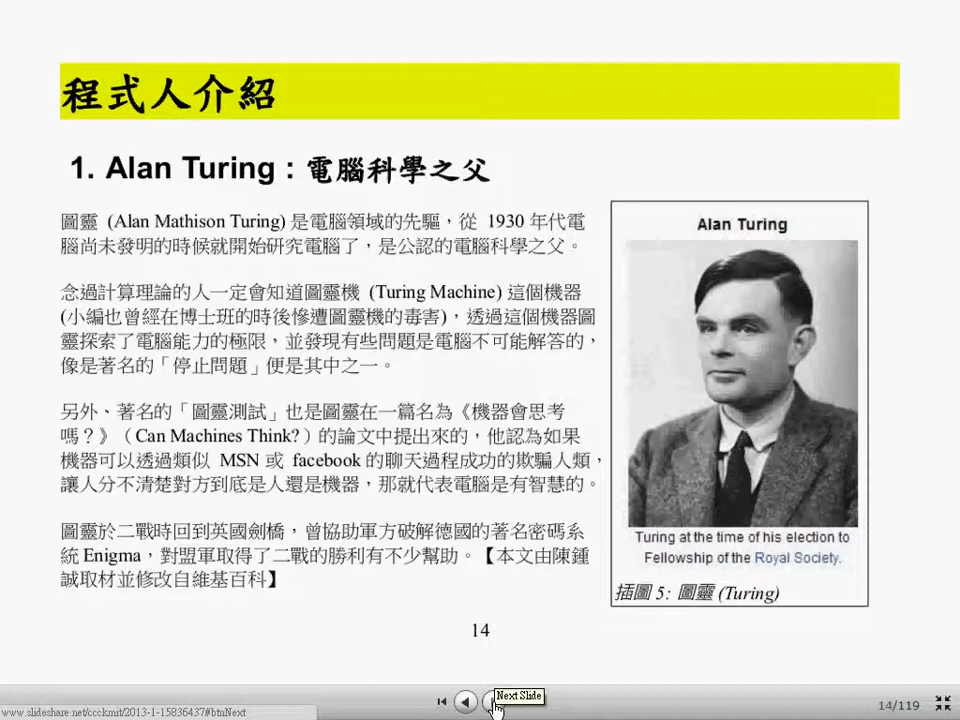 程式人介紹
1. Alan Turing：電腦科學之父
圖靈 (Alan Mathison Turing) 是電腦領域的先驅，從 1930 年代電
腦尚未發明的時候就開始研究電腦了，是公認的電腦科學之父。
念過計算理論的人一定會知道圖靈機 (Turing Machine) 這個機器
(小編也曾經在博士班的時後慘遭圖靈機的毒害)，透過這個機器圖
靈探索了電腦能力的極限，並發現有些問題是電腦不可能解答的，
像是著名的「停止問題」便是其中之一。
另外、著名的「圖靈測試」也是圖靈在一篇名為《機器會思考
嗎？》（Can Machines Think?）的論文中提出來的，他認為如果
機器可以透過類似 MSN 或 facebook 的聊天過程成功的欺騙人類，
讓人分不清楚對方到底是人還是機器，那就代表電腦是有智慧的。
圖靈於二戰時回到英國劍橋，曾協助軍方破解德國的著名密碼系
統 Enigma，對盟軍取得了二戰的勝利有不少幫助。【本文由陳鍾
誠取材並修改自維基百科】
Alan Turing
Turing at the time of his election to
Fellowship of the Royal Society.
插圖 5: 圖靈 (Turing)
14
Next Slide
www.slideshare.net/ccckmit/2013-1-15836437#btnNext
14/119